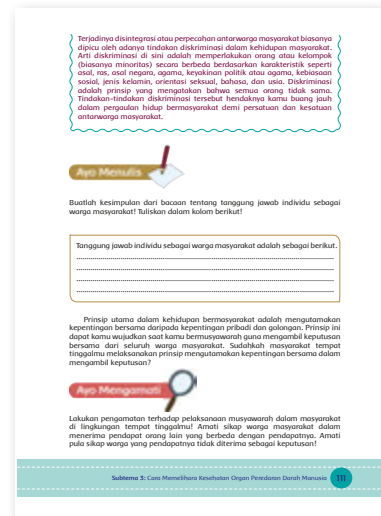 Terjadinya disintegrasi atau perpecahan antarwarga masyarakat biasanya
dipicu oleh adanya tindakan diskriminasi dalam kehidupan masyarakat.
Arti diskriminasi di sini adalah memperlakukan orang atau kelompok
(biasanya minoritas) secara berbeda berdasarkan karakteristik seperti
asal, ras, asal negara, agama, keyakinan politik atau agama, kebiasaan
sosial, jenis kelamin, orientasi seksual, bahasa, dan usia. Diskriminasi
adalah prinsip yang mengatakan bahwa semua orang tidak sama.
Tindakan-tindakan diskriminasi tersebut hendaknya kamu buang jauh
dalam pergaulan hidup bermasyarakat demi persatuan dan kesatuan
antarwarga masyarakat.
Ayo Menulis
Buatlah kesimpulan dari bacaan tentang tanggung jawab individu sebagai
warga masyarakat! Tuliskan dalam kolom berikut!
Tanggung jawab individu sebagai warga masyarakat adalah sebagai berikut.
Prinsip utama dalam kehidupan bermasyarakat adalah mengutamakan
kepentingan bersama daripada kepentingan pribadi dan golongan. Prinsip ini
dapat kamu wujudkan saat kamu bermusyawarah guna mengambil keputusan
bersama dari seluruh warga masyarakat. Sudahkah masyarakat tempat
tinggalmu melaksanakan prinsip mengutamakan kepentingan bersama dalam
mengambil keputusan?
Ayo Mengamati
Lakukan pengamatan terhadap pelaksanaan musyawarah dalam masyarakat
di lingkungan tempat tinggalmu! Amati sikap warga masyarakat dalam
menerima pendapat orang lain yang berbeda dengan pendapatnya. Amati
pula sikap warga yang pendapatnya tidak diterima sebagai keputusan!
Subtema 3: Cara Memelihara Kesehatan Organ Peredaran Darah Manusia 111